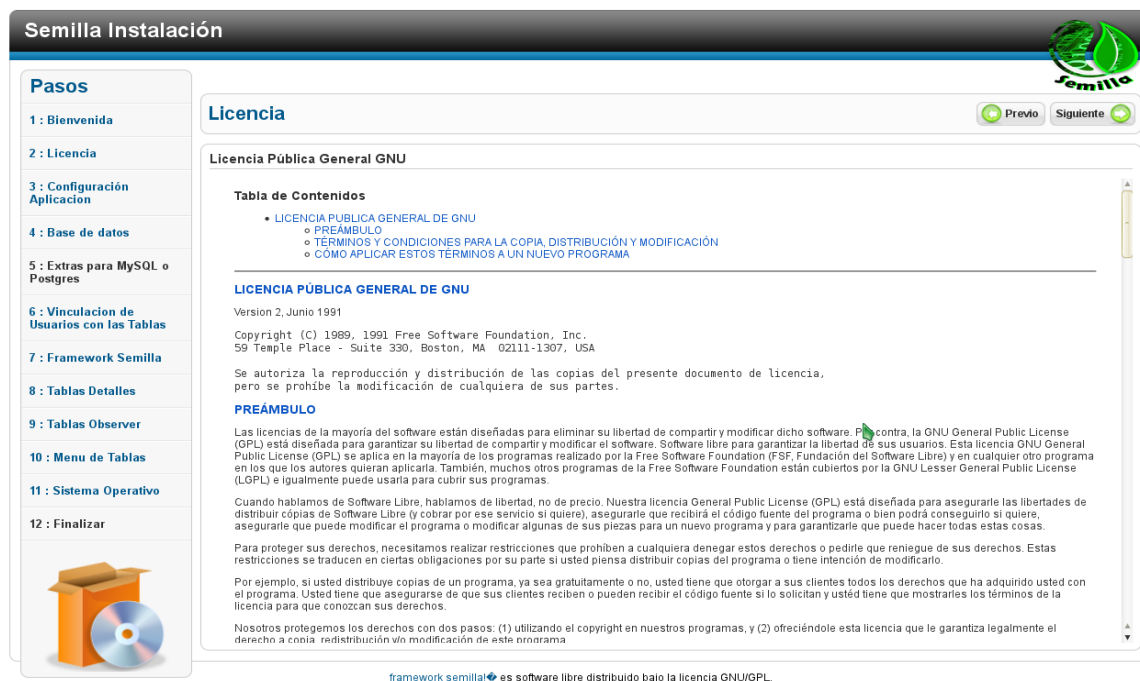 Semilla Instalación
Semilla
Pasos
1 : Bienvenida
2 : Licencia
3 : Configuración
Aplicacion
4 : Base de datos
5 : Extras para MySQL o
Postgres
6 : Vinculacion de
Usuarios con las Tablas
7 : Framework Semilla
8 : Tablas Detalles
9 : Tablas Observer
10 : Menu de Tablas
11 : Sistema Operativo
12 : Finalizar
Licencia
Previo
Siguiente
Licencia Pública General GNU
Tabla de Contenidos
• LICENCIA PUBLICA GENERAL DE GNU
o PREÁMBULO
o TÉRMINOS Y CONDICIONES PARA LA COPIA, DISTRIBUCIÓN Y MODIFICACIÓN
o CÓMO APLICAR ESTOS TÉRMINOS A UN NUEVO PROGRAMA
LICENCIA PÚBLICA GENERAL DE GNU
Version 2, Junio 1991
Copyright (C) 1989, 1991 Free Software Foundation, Inc.
59 Temple Place - Suite 330, Boston, MA  02111-1307, USA
Se autoriza la reproducción y distribución de las copias del presente documento de licencia,
pero se prohíbe la modificación de cualquiera de sus partes.
PREÁMBULO
Las licencias de la mayoría del software están diseñadas para eliminar su libertad de compartir y modificar dicho software. contra, la GNU General Public License
(GPL) está diseñada para garantizar su libertad de compartir y modificar el software. Software libre para garantizar la libertad de sus usuarios. Esta licencia GNU General
Public License (GPL) se aplica en la mayoría de los programas realizado por la Free Software Foundation (FSF, Fundación del Software Libre) y en cualquier otro programa
en los que los autores quieran aplicarla. También, muchos otros programas de la Free Software Foundation están cubiertos por la GNU Lesser General Public License
(LGPL) e igualmente puede usarla para cubrir sus programas.
Cuando hablamos de Software Libre, hablamos de libertad, no de precio. Nuestra licencia General Public License (GPL) está diseñada para asegurarle las libertades de
distribuir cópias de Software Libre (y cobrar por ese servicio si quiere), asegurarle que recibirá el código fuente del programa o bien podrá conseguirlo si quiere,
asegurarle que puede modificar el programa o modificar algunas de sus piezas para un nuevo programa y para garantizarle que puede hacer todas estas cosas.
Para proteger sus derechos, necesitamos realizar restricciones que prohíben a cualquiera denegar estos derechos o pedirle que reniegue de sus derechos. Estas
restricciones se traducen en ciertas obligaciones por su parte si usted piensa distribuir copias del programa o tiene intención de modificarlo.
Por ejemplo, si usted distribuye copias de un programa, ya sea gratuitamente o no, usted tiene que otorgar a sus clientes todos los derechos que ha adquirido usted con
el programa. Usted tiene que asegurarse de que sus clientes reciben o pueden recibir el código fuente si lo solicitan y ustéd tiene que mostrarles los términos de la
licencia para que conozcan sus derechos.
Nosotros protegemos los derechos con dos pasos: (1) utilizando el copyright en nuestros programas, y (2) ofreciéndole esta licencia que le garantiza legalmente el
derecho a copia, redistribución y/o modificación de este programa.
framework semillal� es software libre distribuido bajo la licencia GNU/GPL.